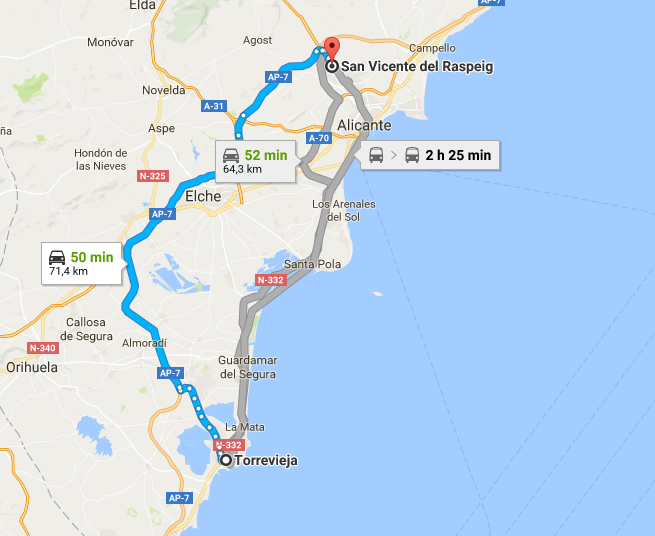 AP-7
Elda
Monóvar
Agost
Campello
San Vicente del Raspeig
AP-7
Novelda
A-31
Alicante
Aspe
A-70
52 min
64,3 km
2 h 25 min
Hondón de
las Nieves
N-325
Elche
Los Arenales
del Sol
AP-7
50 min
71,4 km
Santa Pola
N-332
Callosa
de Segura
Almoradí
N-340
Orihuela
Guardamar
del Segura
AP-7
La Mata
N-332
Torrevieja
AP-7